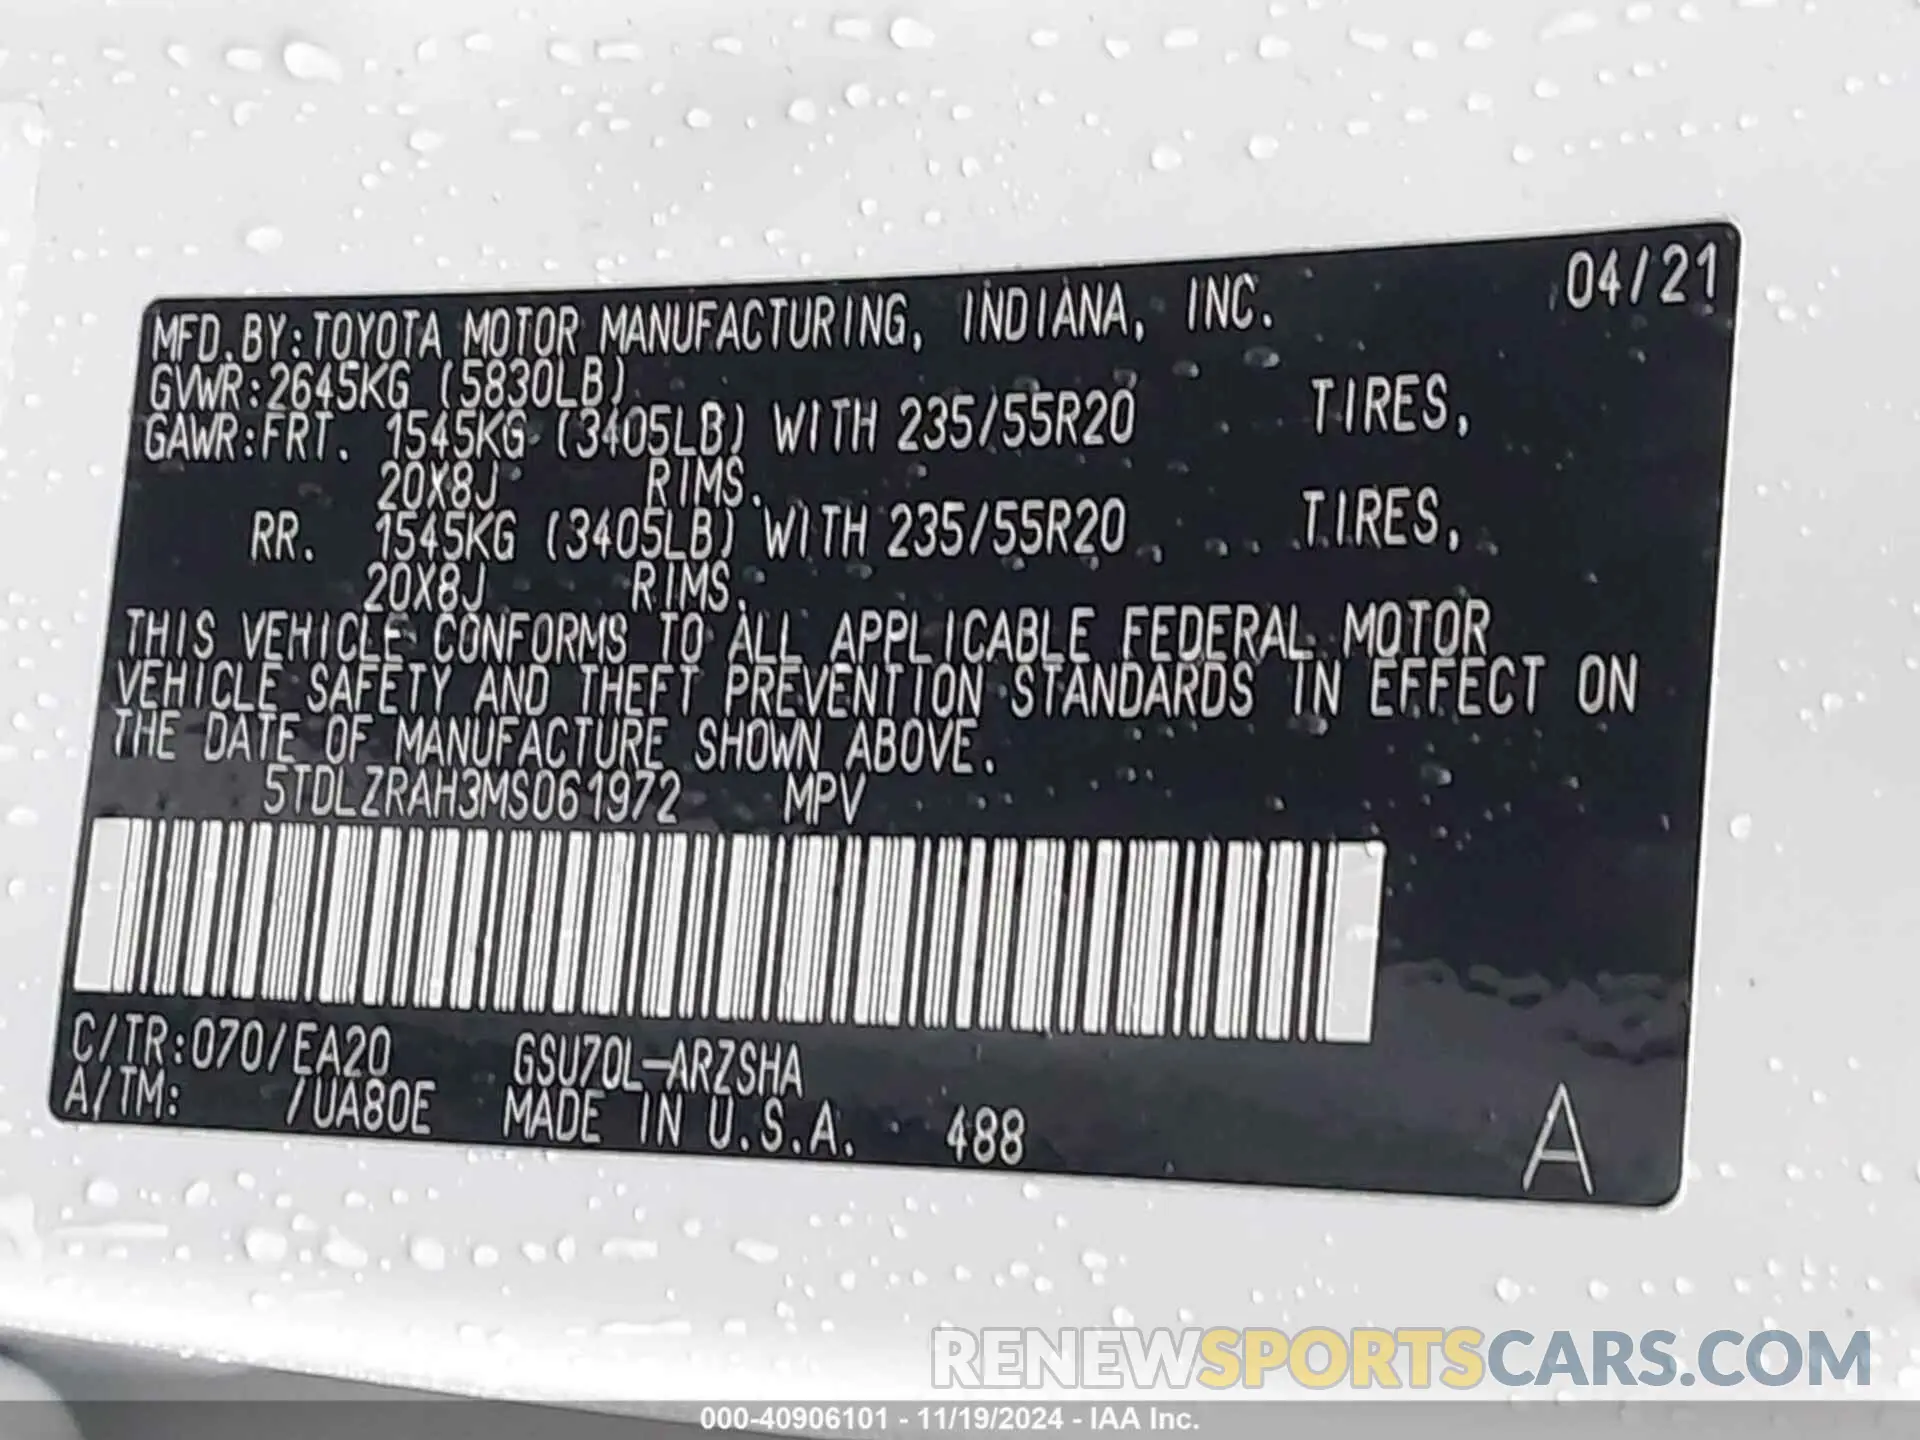 04/21
MFD.BY:TOYOTA MOTOR MANUFACTURING, INDIANA, INC.
GVWR:2645KG (5830LB)
GAWR:FRT. 1545KG (3405LB) WITH 235/55R20 TIRES,
20X8J RIMS.
RR. 1545KG (3405LB) WITH 235/55R20 TIRES,
20X8J RIMS.
THIS VEHICLE CONFORMS TO ALL APPLICABLE FEDERAL MOTOR
VEHICLE SAFETY AND THEFT PREVENTION STANDARDS IN EFFECT ON
THE DATE OF MANUFACTURE SHOWN ABOVE.
5TDLZRAH3MS061972 MPV
C/TR:070/EA20 GSU70L-ARZSHA
A/TM: /UA80E MADE IN U.S.A. 488
A
RENEWSPORTSCARS.COM
000-40906101 - 11/19/2024 - IAA Inc.